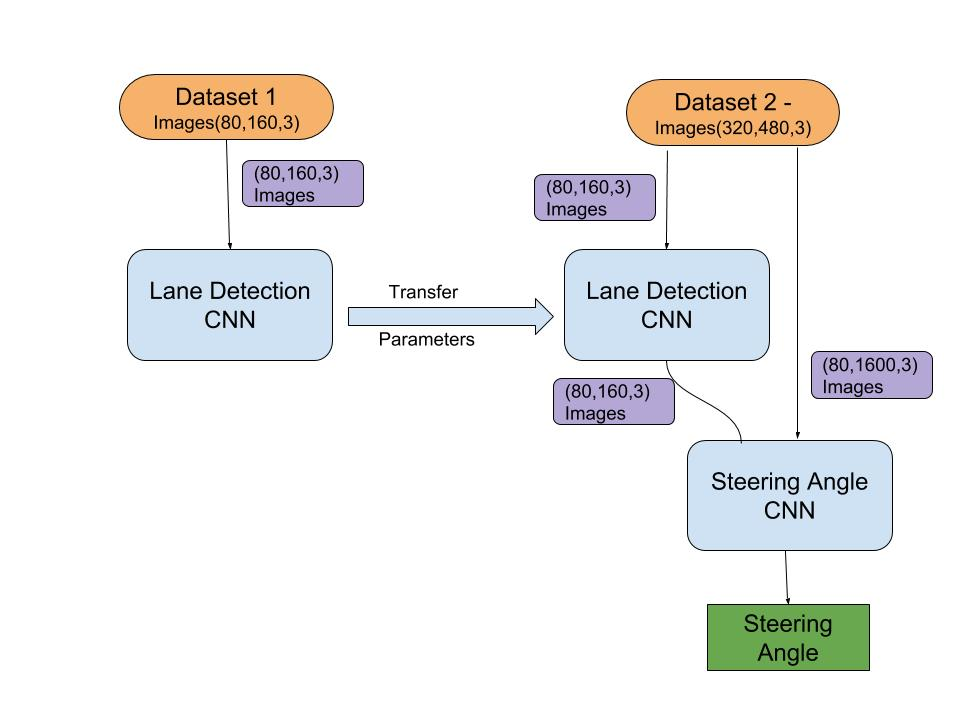 Dataset 1
Images(80,160,3)
(80,160,3)
Images
Lane Detection
CNN
Transfer
Parameters
Dataset 2 -
Images(320,480,3)
(80,160,3)
Images
Lane Detection
CNN
(80,160,3)
Images
(80,1600,3)
Images
Steering Angle
CNN
Steering
Angle